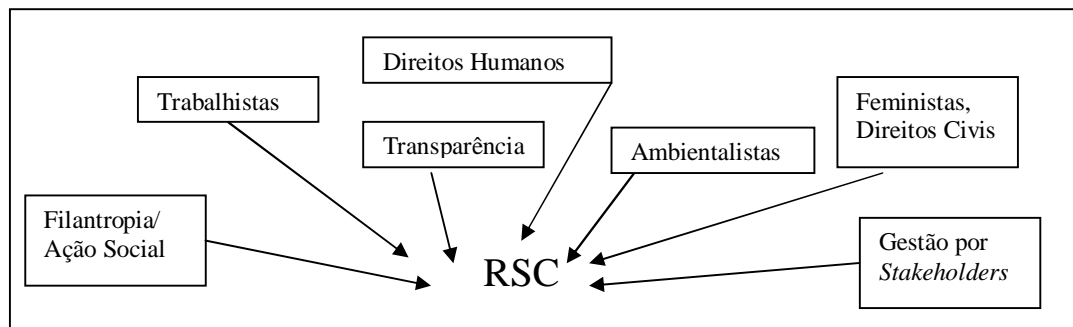 Direitos Humanos
Trabalhistas
Feministas,
Direitos Civis
Transparência
Ambientalistas
Filantropia/
Ação Social
Gestão por
Stakeholders
RSC